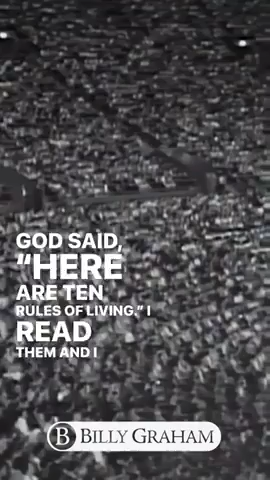 GOD SAID,
“HERE
ARE TEN
RULES OF LIVING.” I
READ
THEM AND I
B BILLY GRAHAM